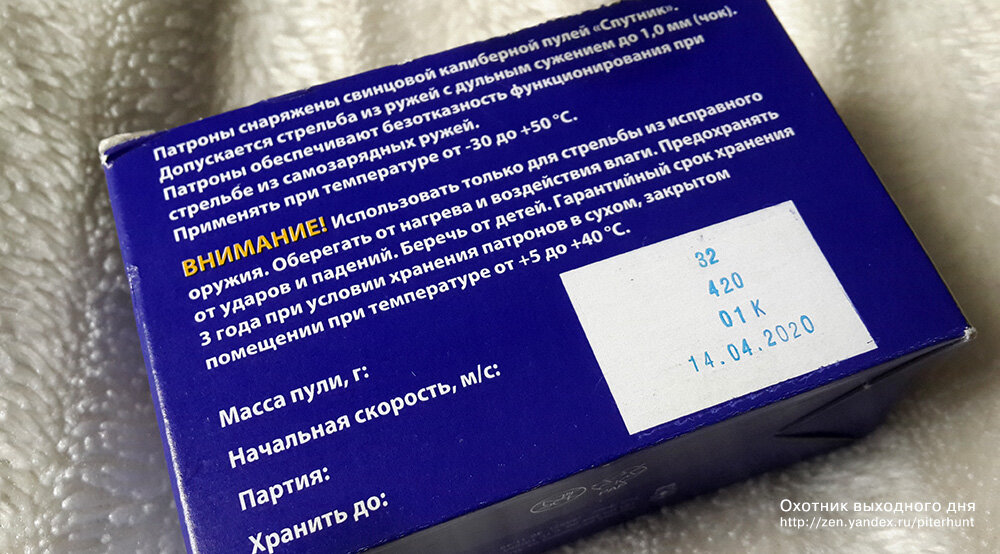 Патроны снаряжены свинцовой калиберной пулей «Спутник».
Допускается стрельба из ружей с дульным сужением до 1,0 мм (чок).
Патроны обеспечивают безотказность функционирования при
стрельбе из самозарядных ружей.
Применять при температуре от -30 до +50 °C.
ВНИМАНИЕ! Использовать только для стрельбы из исправного
оружия. Оберегать от нагрева и воздействия влаги. Предохранять
от ударов и падений. Беречь от детей. Гарантийный срок хранения
3 года при условии хранения патронов в сухом, закрытом
помещении при температуре от +5 до +40 °C.
Масса пули, г:
32
Начальная скорость, м/с:
420
Партия:
01 К
Хранить до:
14.04.2020
Охотник выходного дня
http://zen.yandex.ru/piterhunt